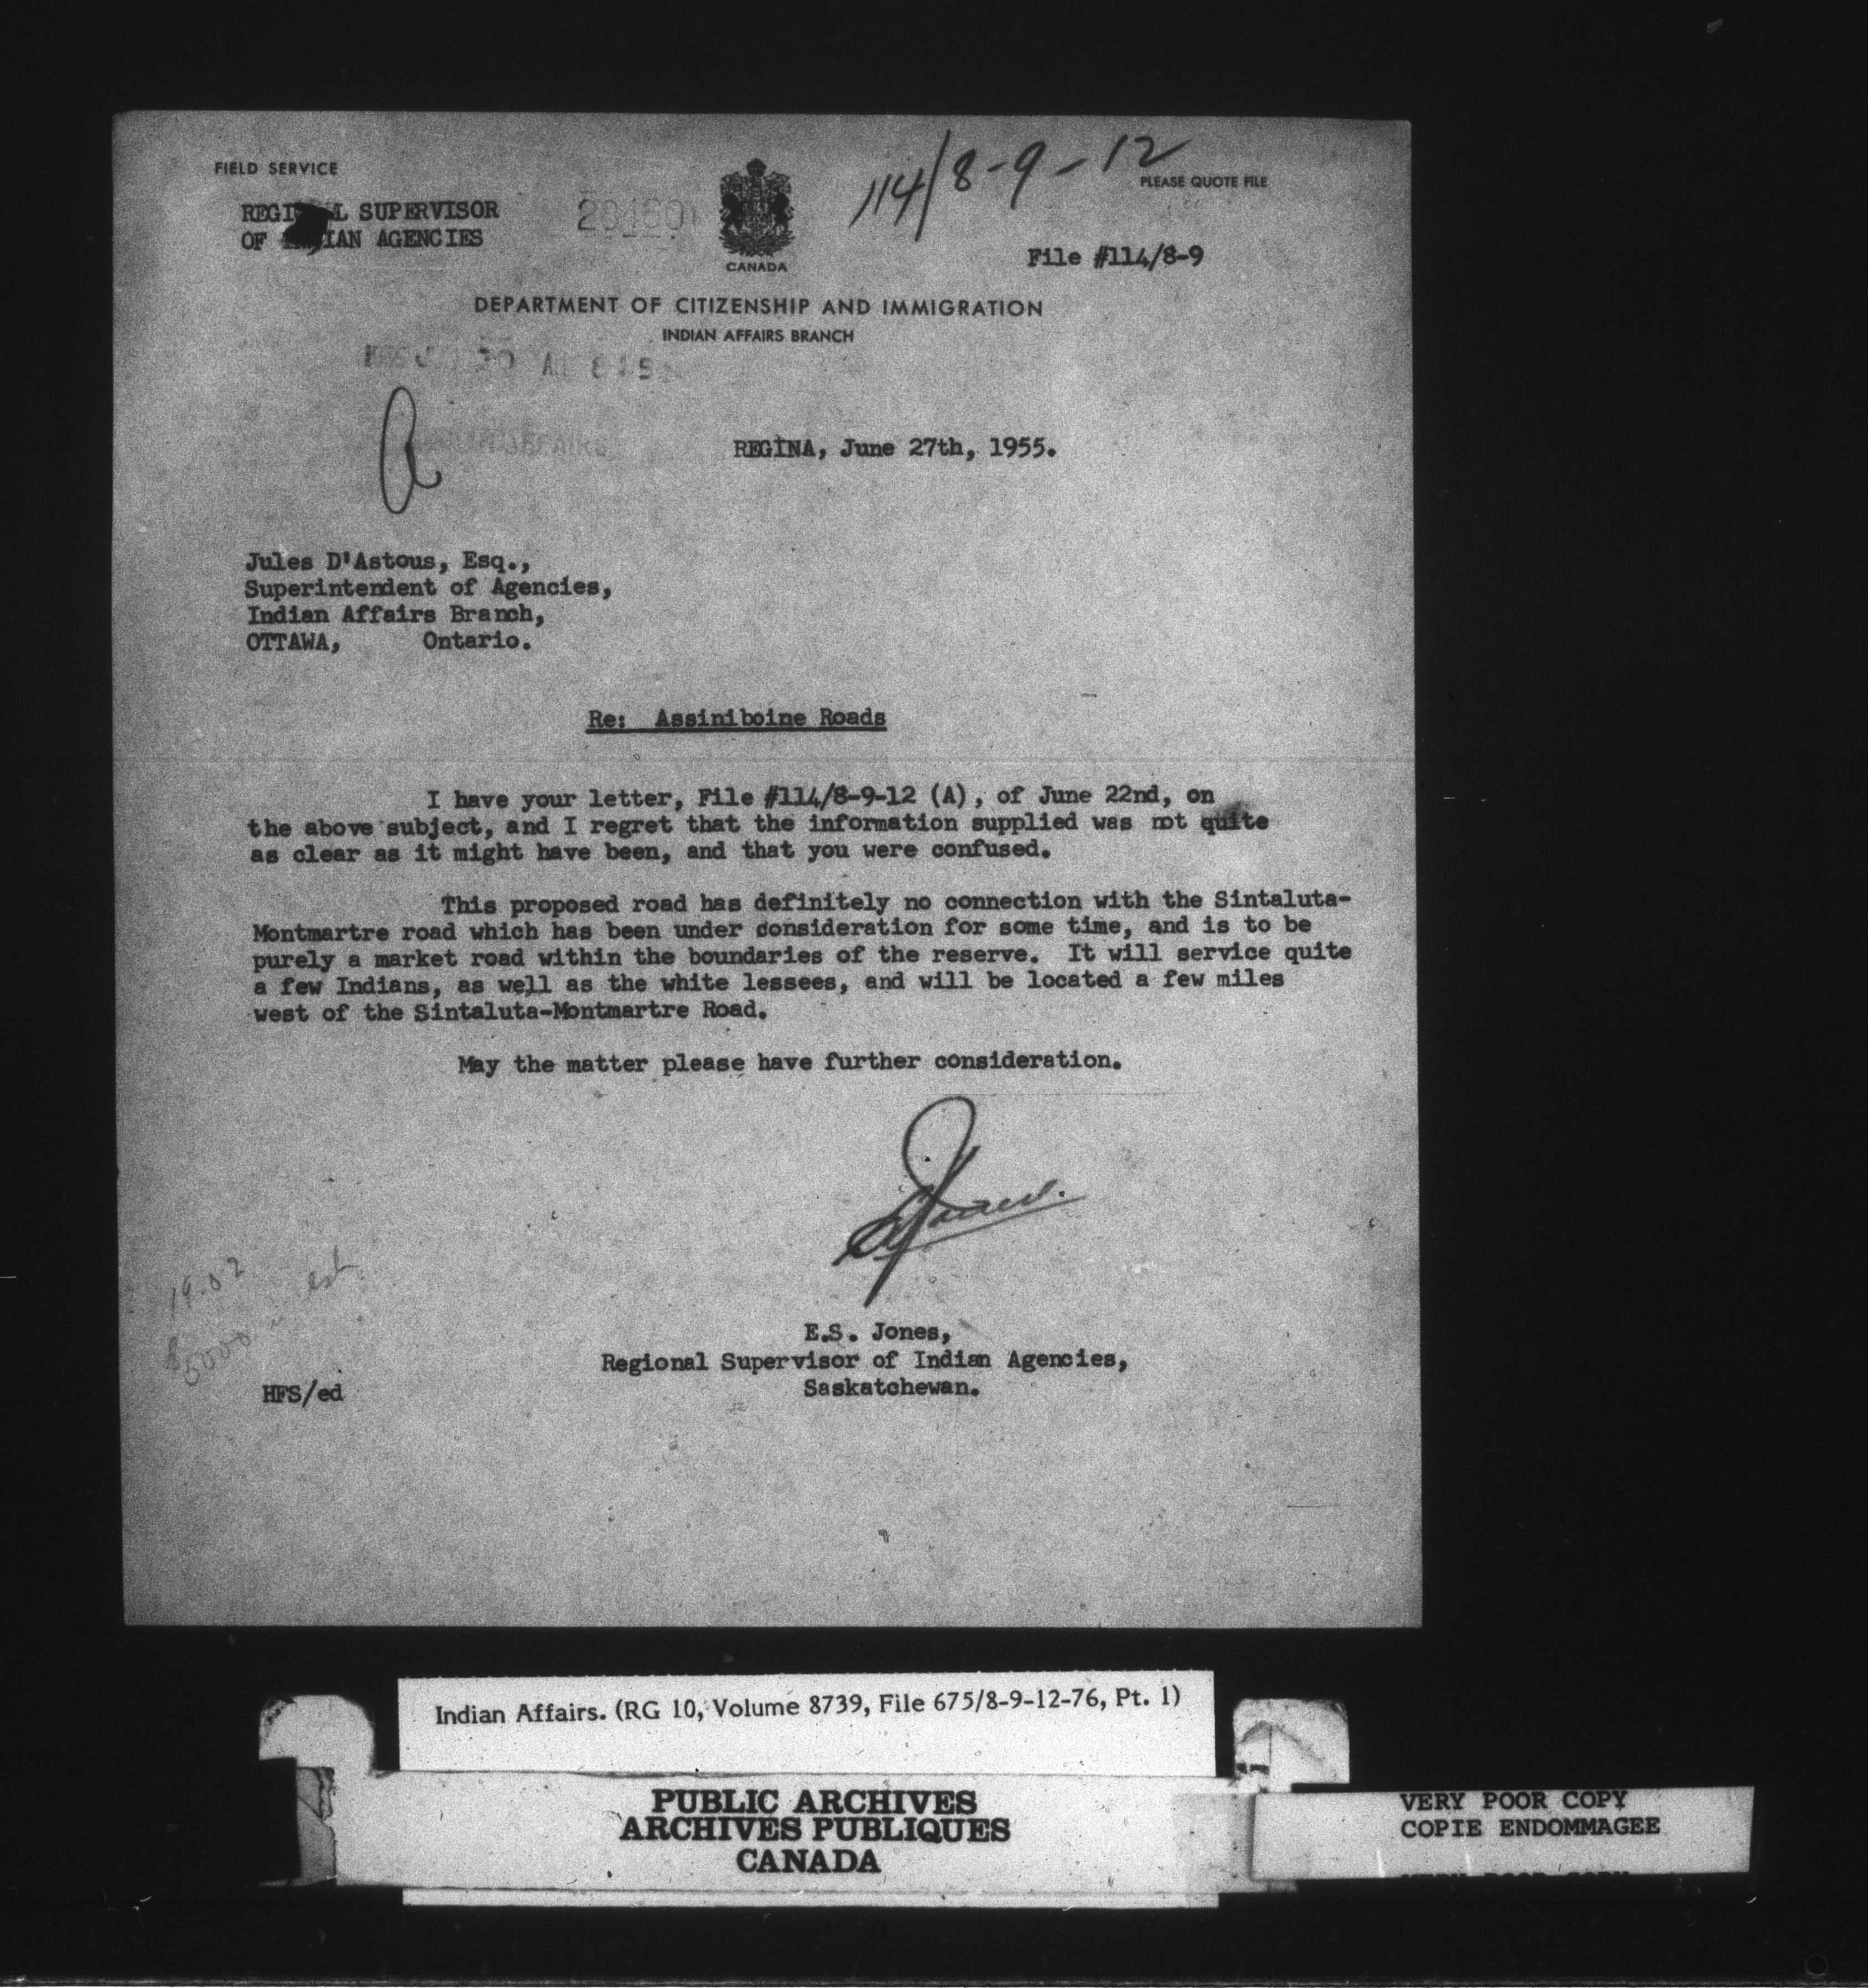 FIELD SERVICE
114/8-9-12
PLEASE QUOTE FILE
REGIONAL SUPERVISOR
OF INDIAN AGENCIES
CANADA
File #114/8-9
DEPARTMENT OF CITIZENSHIP AND IMMIGRATION
INDIAN AFFAIRS BRANCH
REGINA, June 27th, 1955.
Jules D'Astous, Esq.,
Superintendent of Agencies,
Indian Affairs Branch,
OTTAWA, Ontario.
Re: Assiniboine Roads
I have your letter, File #114/8-9-12 (A), of June 22nd, on
the above subject, and I regret that the information supplied was not quite
as clear as it might have been, and that you were confused.
This proposed road has definitely no connection with the Sintaluta-
Montmartre road which has been under consideration for some time, and is to be
purely a market road within the boundaries of the reserve. It will service quite
a few Indians, as well as the white lessees, and will be located a few miles
west of the Sintaluta-Montmartre Road.
May the matter please have further consideration.
E.S. Jones,
Regional Supervisor of Indian Agencies,
Saskatchewan.
HFS/ed
Indian Affairs. (RG 10, Volume 8739, File 675/8-9-12-76, Pt. 1)
PUBLIC ARCHIVES
ARCHIVES PUBLIQUES
CANADA
VERY POOR COPY
COPIE ENDOMMAGEE